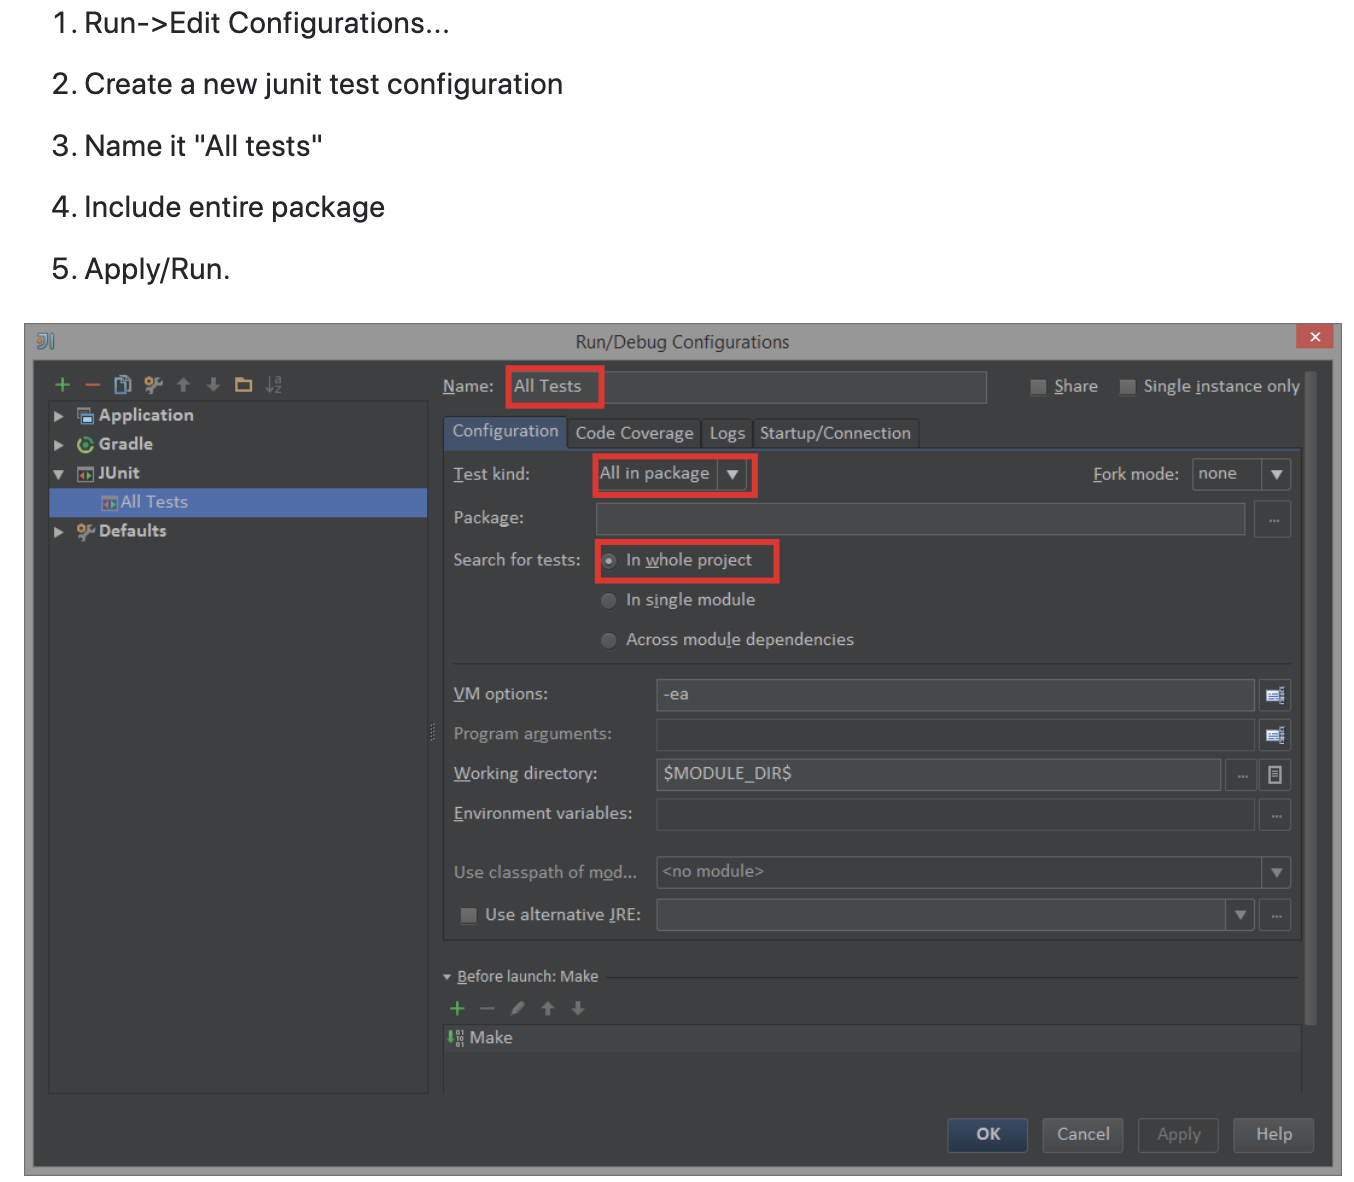 1. Run->Edit Configurations...
2. Create a new junit test configuration
3. Name it "All tests"
4. Include entire package
5. Apply/Run.
Run/Debug Configurations
Name: All Tests
Share
Single instance only
Application
Gradle
JUnit
All Tests
Defaults
Configuration
Code Coverage
Logs
Startup/Connection
Test kind: All in package
Fork mode: none
Package:
...
Search for tests: In whole project
In single module
Across module dependencies
VM options: -ea
Program arguments:
Working directory: $MODULE_DIR$
...
Environment variables:
...
Use classpath of mod... <no module>
Use alternative JRE:
...
Before launch: Make
Make
OK
Cancel
Apply
Help